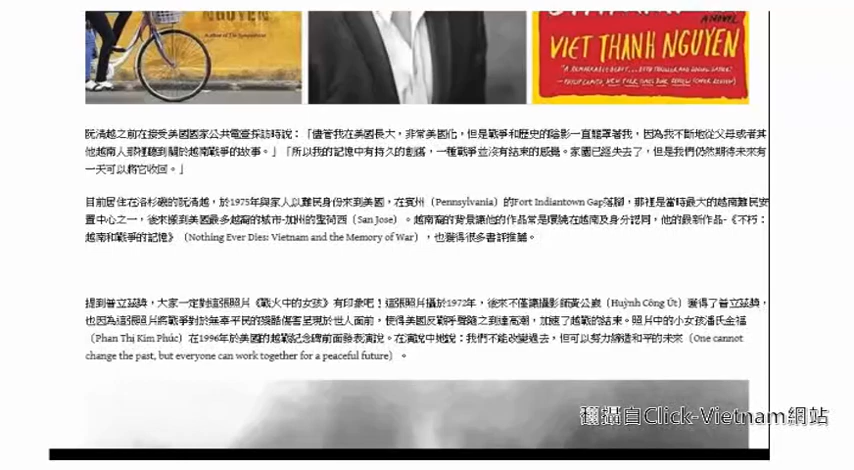 NGUYEN
Author of The Sympathizer
A NOVEL
VIET THANH NGUYEN
阮清越之前在接受美國國家公共電臺採訪時說：「儘管我在美國長大，非常美國化，但是戰爭和歷史的陰影一直籠罩著我，因為我不斷地從父母或者其
他越南人那裡聽到關於越南戰爭的故事。」「所以我的記憶中有持久的創傷，一種戰爭並沒有結束的感覺。家園已經失去了，但是我們仍然期待未來有
一天可以將它收回。」
目前居住在洛杉磯的阮清越，於1975年與家人以難民身份來到美國，在賓州（Pennsylvania）的Fort Indiantown Gap落腳，那裡是當時最大的越南難民安
置中心之一，後來搬到美國最多越裔的城市-加州的聖荷西（San Jose）。越南裔的背景讓他的作品常是環繞在越南及身分認同，他的最新作品-《不朽：
越南和戰爭的記憶》（Nothing Ever Dies: Vietnam and the Memory of War），也獲得很多書評推薦。
提到普立茲獎，大家一定對這張照片《戰火中的女孩》有印象吧！這張照片攝於1972年，後來不僅讓攝影師黃公崴（Huỳnh Công Út）獲得了普立茲獎，
也因為這張照片將戰爭對於無辜平民的殘酷傷害呈現於世人面前，使得美國反戰呼聲隨之到達高潮，加速了越戰的結束。照片中的小女孩潘氏金福
（Phan Thị Kim Phúc）在1996年於美國的越戰紀念碑前面發表演說。在演說中她說：我們不能改變過去，但可以努力締造和平的未來（One cannot
change the past, but everyone can work together for a peaceful future）。
翻攝自Click-Vietnam網站